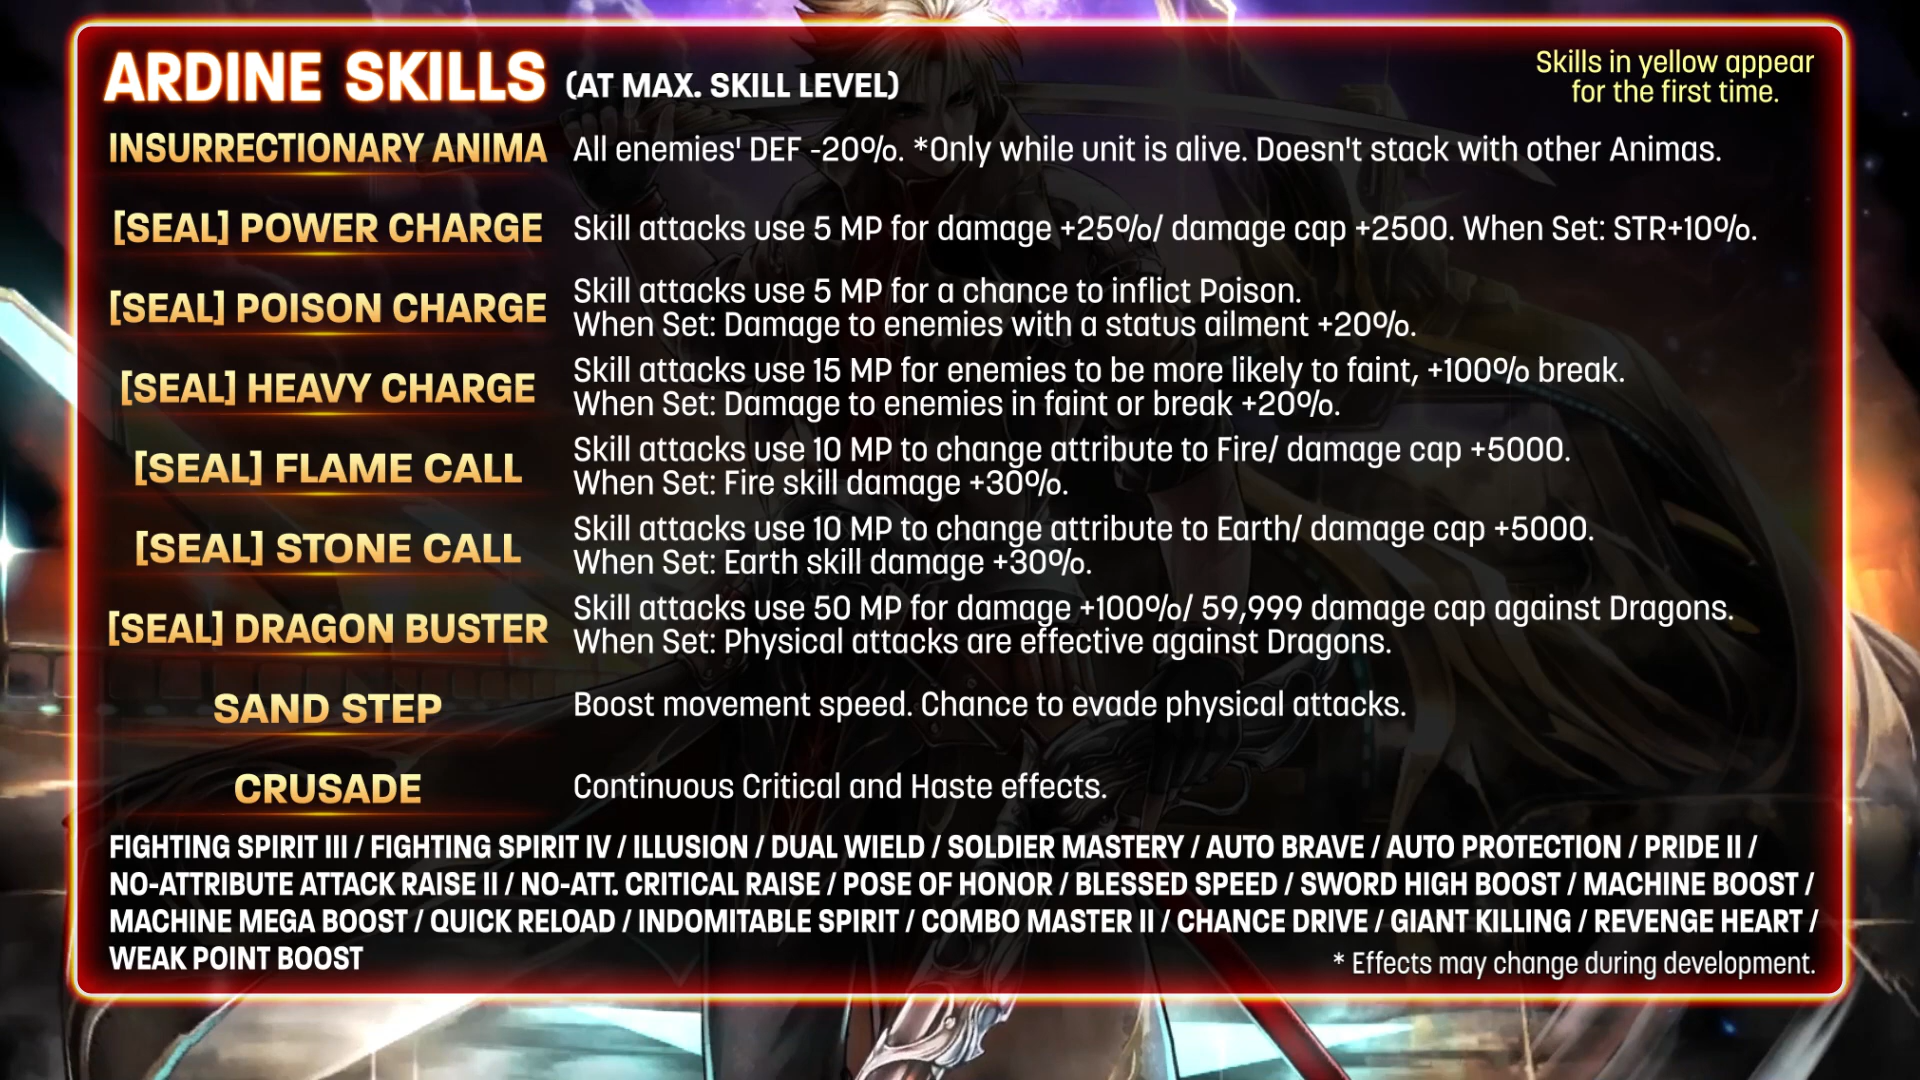 ARDINE SKILLS (AT MAX. SKILL LEVEL)
Skills in yellow appear
for the first time.
INSURRECTIONARY ANIMA All enemies' DEF -20%. *Only while unit is alive. Doesn't stack with other Animas.
[SEAL] POWER CHARGE Skill attacks use 5 MP for damage +25%/ damage cap +2500. When Set: STR+10%.
[SEAL] POISON CHARGE Skill attacks use 5 MP for a chance to inflict Poison.
When Set: Damage to enemies with a status ailment +20%.
[SEAL] HEAVY CHARGE Skill attacks use 15 MP for enemies to be more likely to faint, +100% break.
When Set: Damage to enemies in faint or break +20%.
[SEAL] FLAME CALL Skill attacks use 10 MP to change attribute to Fire/ damage cap +5000.
When Set: Fire skill damage +30%.
[SEAL] STONE CALL Skill attacks use 10 MP to change attribute to Earth/ damage cap +5000.
When Set: Earth skill damage +30%.
[SEAL] DRAGON BUSTER Skill attacks use 50 MP for damage +100%/ 59,999 damage cap against Dragons.
When Set: Physical attacks are effective against Dragons.
SAND STEP Boost movement speed. Chance to evade physical attacks.
CRUSADE Continuous Critical and Haste effects.
FIGHTING SPIRIT III / FIGHTING SPIRIT IV / ILLUSION / DUAL WIELD / SOLDIER MASTERY / AUTO BRAVE / AUTO PROTECTION / PRIDE II /
NO-ATTRIBUTE ATTACK RAISE II / NO-ATT. CRITICAL RAISE / POSE OF HONOR / BLESSED SPEED / SWORD HIGH BOOST / MACHINE BOOST /
MACHINE MEGA BOOST / QUICK RELOAD / INDOMITABLE SPIRIT / COMBO MASTER II / CHANCE DRIVE / GIANT KILLING / REVENGE HEART /
WEAK POINT BOOST
* Effects may change during development.